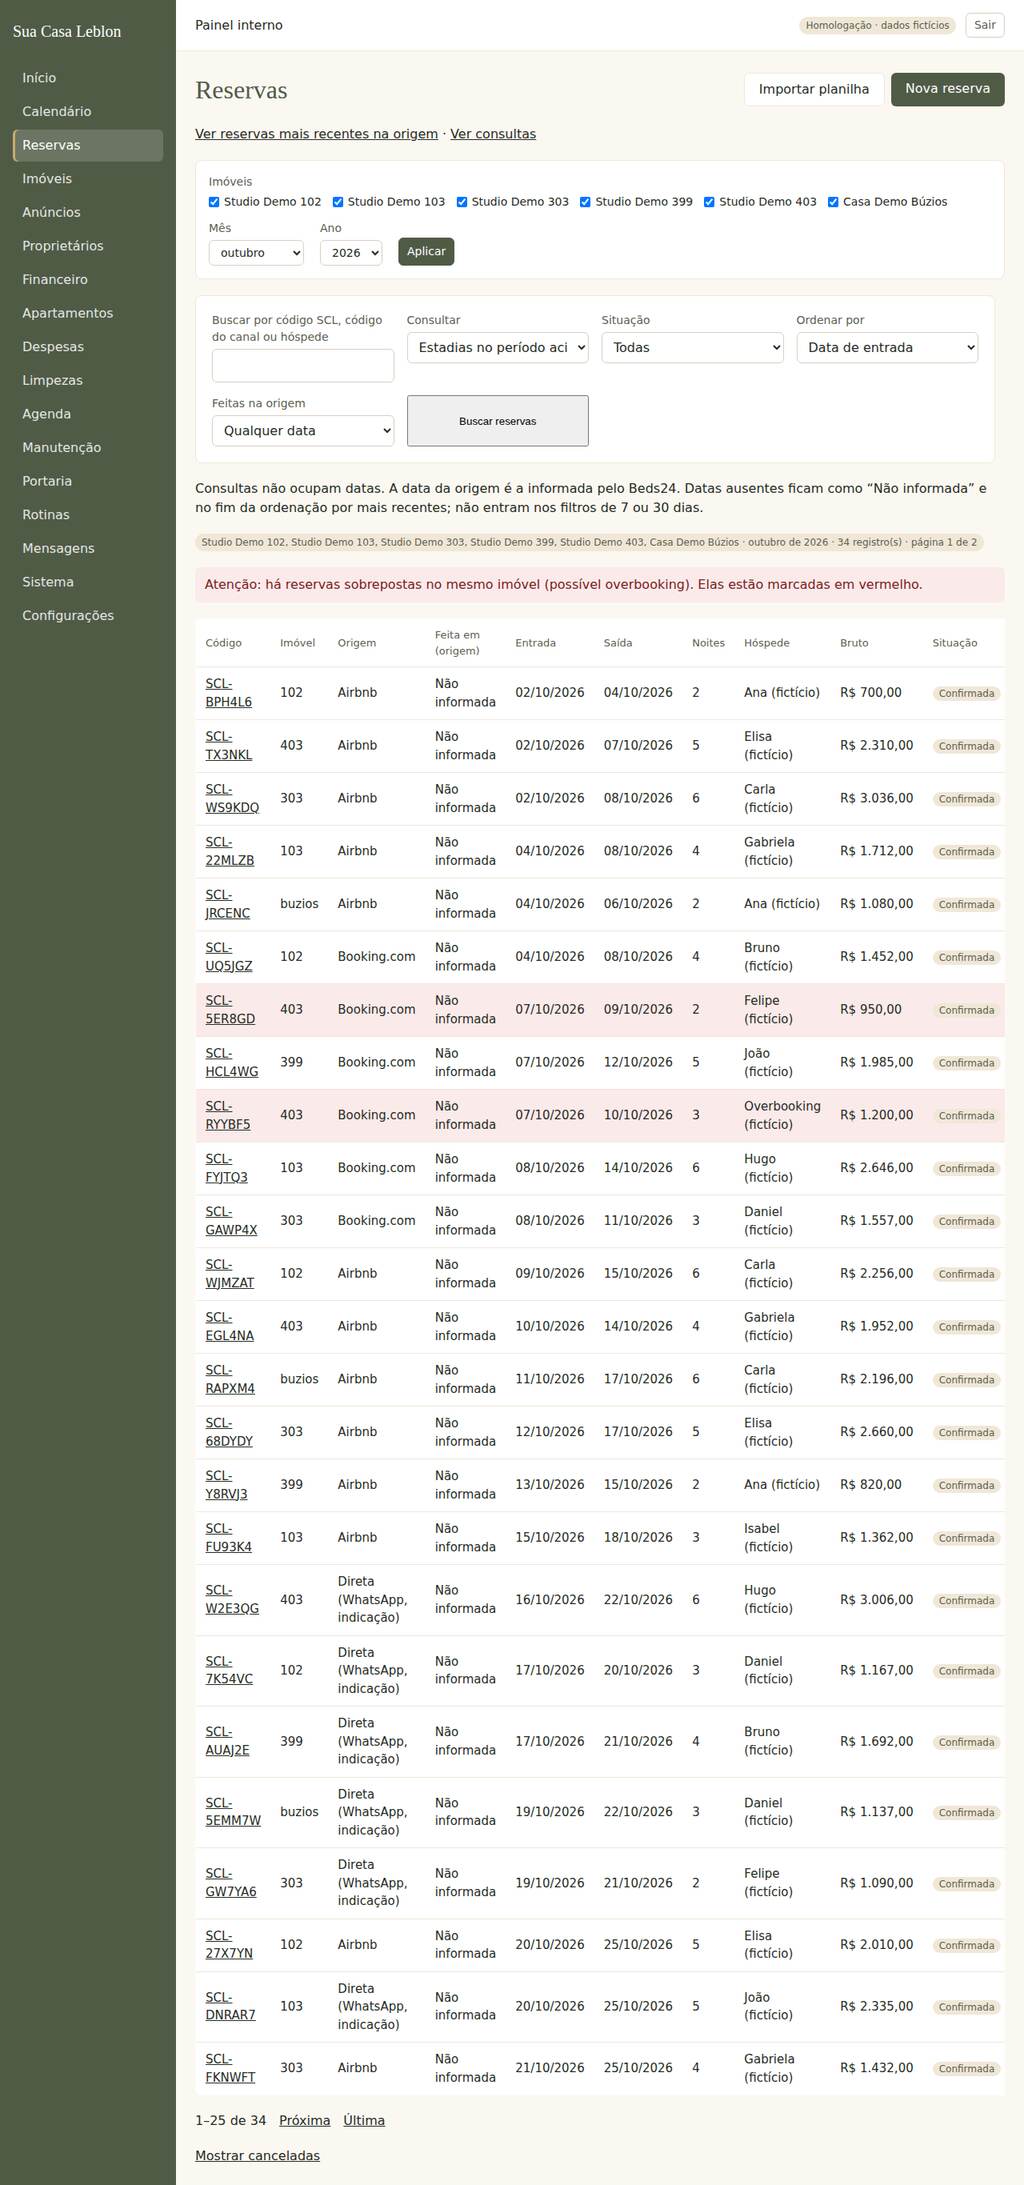 Sua Casa Leblon
Início
Calendário
Reservas
Imóveis
Anúncios
Proprietários
Financeiro
Apartamentos
Despesas
Limpezas
Agenda
Manutenção
Portaria
Rotinas
Mensagens
Sistema
Configurações
Painel interno
Homologação · dados fictícios
Sair
Reservas
Importar planilha
Nova reserva
Ver reservas mais recentes na origem · Ver consultas
Imóveis
Studio Demo 102 Studio Demo 103 Studio Demo 303 Studio Demo 399 Studio Demo 403 Casa Demo Búzios
Mês Ano
outubro 2026 Aplicar
Buscar por código SCL, código
do canal ou hóspede
Consultar
Estadias no período aci
Situação
Todas
Ordenar por
Data de entrada
Feitas na origem
Qualquer data
Buscar reservas
Consultas não ocupam datas. A data da origem é a informada pelo Beds24. Datas ausentes ficam como “Não informada” e
no fim da ordenação por mais recentes; não entram nos filtros de 7 ou 30 dias.
Studio Demo 102, Studio Demo 103, Studio Demo 303, Studio Demo 399, Studio Demo 403, Casa Demo Búzios · outubro de 2026 · 34 registro(s) · página 1 de 2
Atenção: há reservas sobrepostas no mesmo imóvel (possível overbooking). Elas estão marcadas em vermelho.
Código Imóvel Origem Feita em (origem) Entrada Saída Noites Hóspede Bruto Situação
SCL-BPH4L6 102 Airbnb Não informada 02/10/2026 04/10/2026 2 Ana (fictício) R$ 700,00 Confirmada
SCL-TX3NKL 403 Airbnb Não informada 02/10/2026 07/10/2026 5 Elisa (fictício) R$ 2.310,00 Confirmada
SCL-WS9KDQ 303 Airbnb Não informada 02/10/2026 08/10/2026 6 Carla (fictício) R$ 3.036,00 Confirmada
SCL-22MLZB 103 Airbnb Não informada 04/10/2026 08/10/2026 4 Gabriela (fictício) R$ 1.712,00 Confirmada
SCL-JRCENC buzios Airbnb Não informada 04/10/2026 06/10/2026 2 Ana (fictício) R$ 1.080,00 Confirmada
SCL-UQ5JGZ 102 Booking.com Não informada 04/10/2026 08/10/2026 4 Bruno (fictício) R$ 1.452,00 Confirmada
SCL-5ER8GD 403 Booking.com Não informada 07/10/2026 09/10/2026 2 Felipe (fictício) R$ 950,00 Confirmada
SCL-HCL4WG 399 Booking.com Não informada 07/10/2026 12/10/2026 5 João (fictício) R$ 1.985,00 Confirmada
SCL-RYYBF5 403 Booking.com Não informada 07/10/2026 10/10/2026 3 Overbooking (fictício) R$ 1.200,00 Confirmada
SCL-FYJTQ3 103 Booking.com Não informada 08/10/2026 14/10/2026 6 Hugo (fictício) R$ 2.646,00 Confirmada
SCL-GAWP4X 303 Booking.com Não informada 08/10/2026 11/10/2026 3 Daniel (fictício) R$ 1.557,00 Confirmada
SCL-WJMZAT 102 Airbnb Não informada 09/10/2026 15/10/2026 6 Carla (fictício) R$ 2.256,00 Confirmada
SCL-EGL4NA 403 Airbnb Não informada 10/10/2026 14/10/2026 4 Gabriela (fictício) R$ 1.952,00 Confirmada
SCL-RAPXM4 buzios Airbnb Não informada 11/10/2026 17/10/2026 6 Carla (fictício) R$ 2.196,00 Confirmada
SCL-68DYDY 303 Airbnb Não informada 12/10/2026 17/10/2026 5 Elisa (fictício) R$ 2.660,00 Confirmada
SCL-Y8RVJ3 399 Airbnb Não informada 13/10/2026 15/10/2026 2 Ana (fictício) R$ 820,00 Confirmada
SCL-FU93K4 103 Airbnb Não informada 15/10/2026 18/10/2026 3 Isabel (fictício) R$ 1.362,00 Confirmada
SCL-W2E3QG 403 Direta (WhatsApp, indicação) Não informada 16/10/2026 22/10/2026 6 Hugo (fictício) R$ 3.006,00 Confirmada
SCL-7K54VC 102 Direta (WhatsApp, indicação) Não informada 17/10/2026 20/10/2026 3 Daniel (fictício) R$ 1.167,00 Confirmada
SCL-AUAJ2E 399 Direta (WhatsApp, indicação) Não informada 17/10/2026 21/10/2026 4 Bruno (fictício) R$ 1.692,00 Confirmada
SCL-5EMM7W buzios Direta (WhatsApp, indicação) Não informada 19/10/2026 22/10/2026 3 Daniel (fictício) R$ 1.137,00 Confirmada
SCL-GW7YA6 303 Direta (WhatsApp, indicação) Não informada 19/10/2026 21/10/2026 2 Felipe (fictício) R$ 1.090,00 Confirmada
SCL-27X7YN 102 Airbnb Não informada 20/10/2026 25/10/2026 5 Elisa (fictício) R$ 2.010,00 Confirmada
SCL-DNRAR7 103 Direta (WhatsApp, indicação) Não informada 20/10/2026 25/10/2026 5 João (fictício) R$ 2.335,00 Confirmada
SCL-FKNWFT 303 Airbnb Não informada 21/10/2026 25/10/2026 4 Gabriela (fictício) R$ 1.432,00 Confirmada
1–25 de 34 Próxima Última
Mostrar canceladas